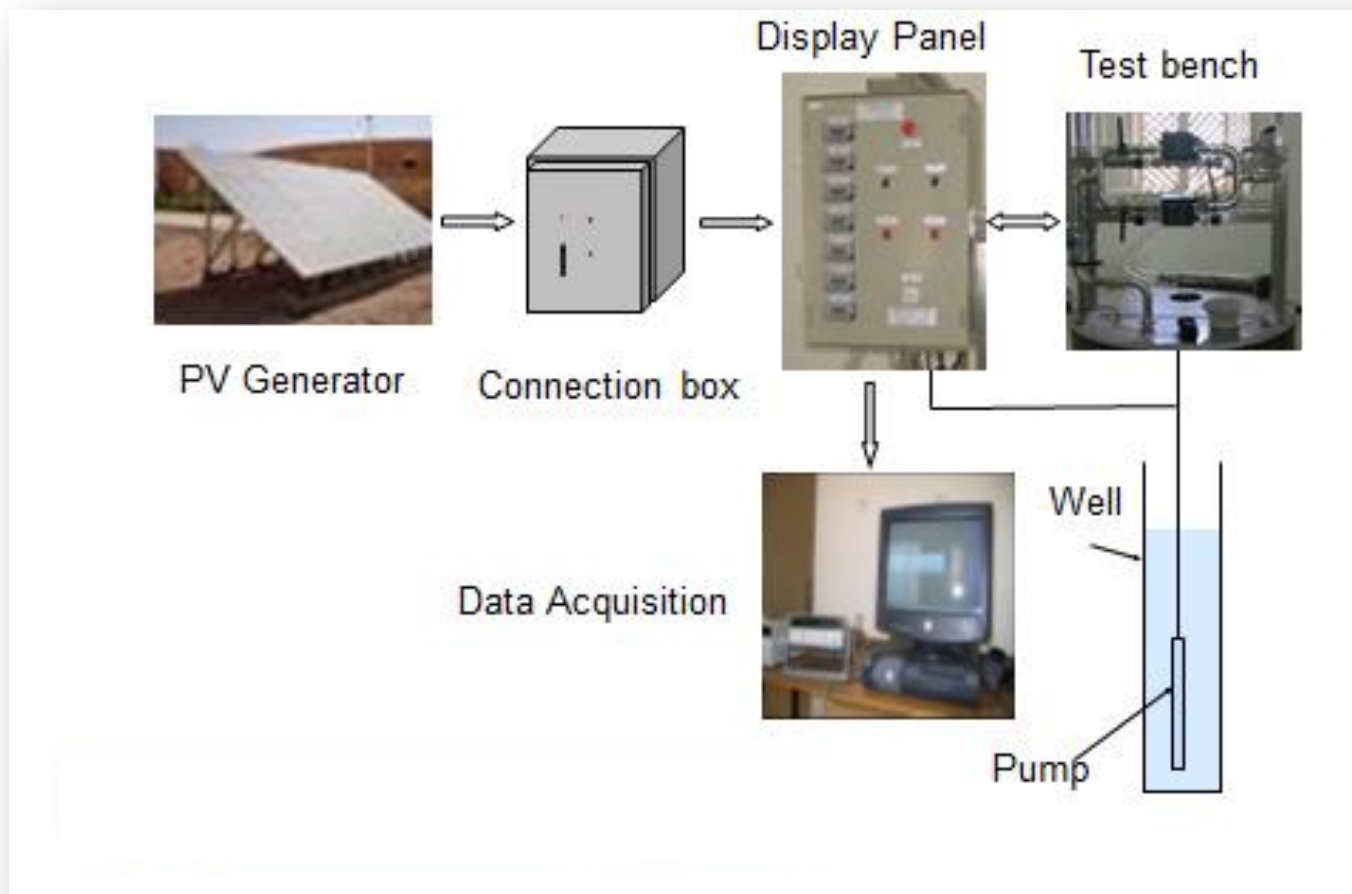 Display Panel
Test bench
PV Generator
Connection box
Well
Data Acquisition
Pump